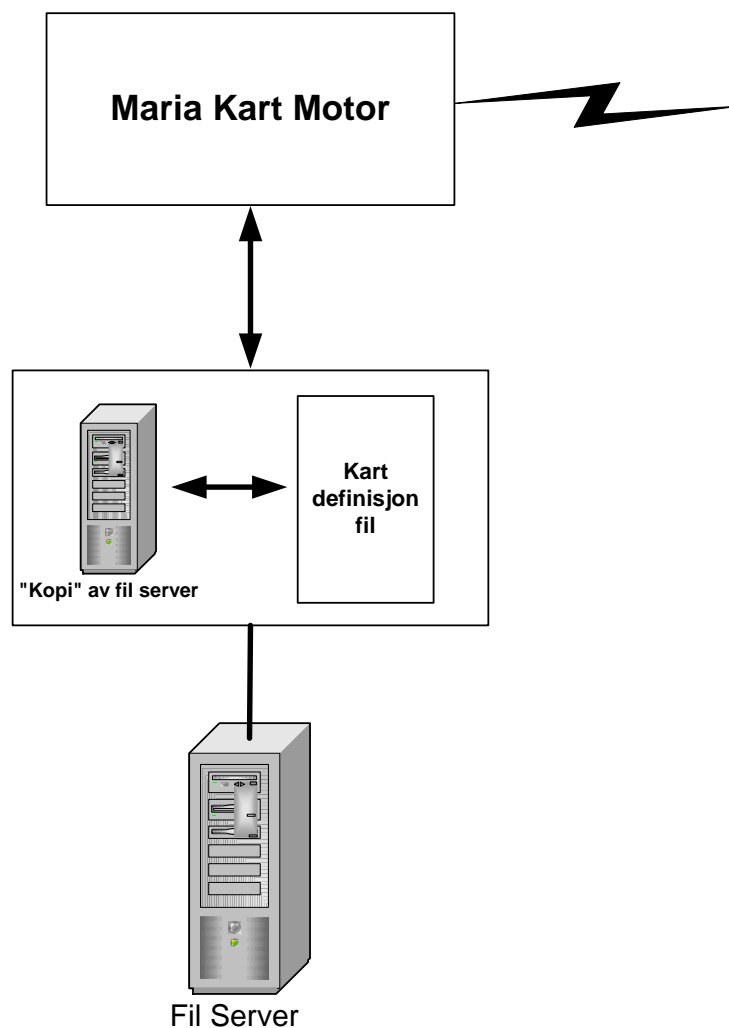 Maria Kart Motor
Kart
definisjon
fil
"Kopi" av fil server
Fil Server